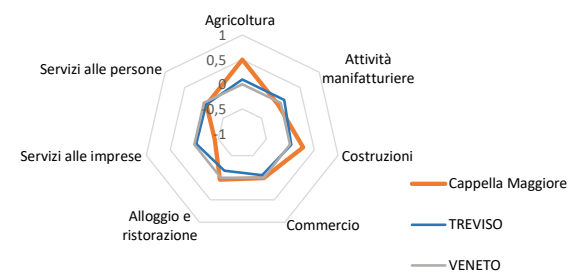 Agricoltura
1
0,5
0
0,5
-1
Attività
manifatturiere
Costruzioni
Commercio
Alloggio e
ristorazione
Servizi alle imprese
Servizi alle persone
Cappella Maggiore
TREVISO
VENETO